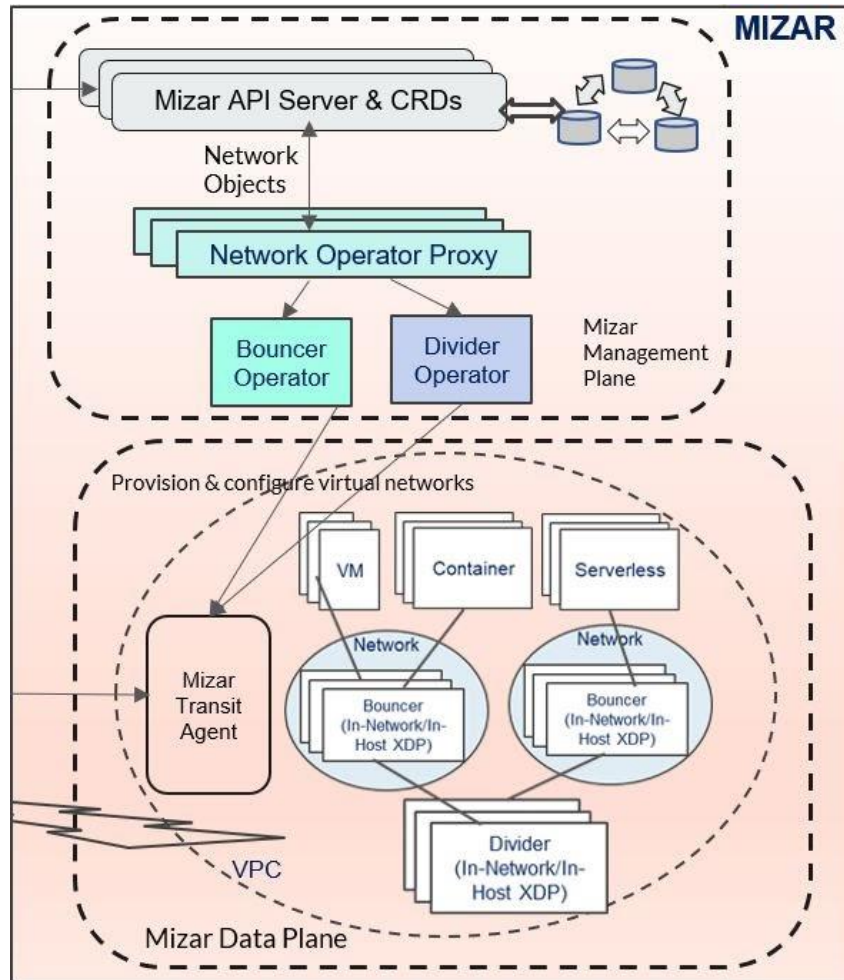 MIZAR
Mizar API Server & CRDs
Network
Objects
Network Operator Proxy
Bouncer
Operator
Divider
Operator
Mizar
Management
Plane
Provision & configure virtual networks
VM
Container
Serverless
Mizar
Transit
Agent
Network
Bouncer
(In-Network/In-
Host XDP)
Network
Bouncer
(In-Network/In-
Host XDP)
Divider
(In-Network/In-
Host XDP)
VPC
Mizar Data Plane